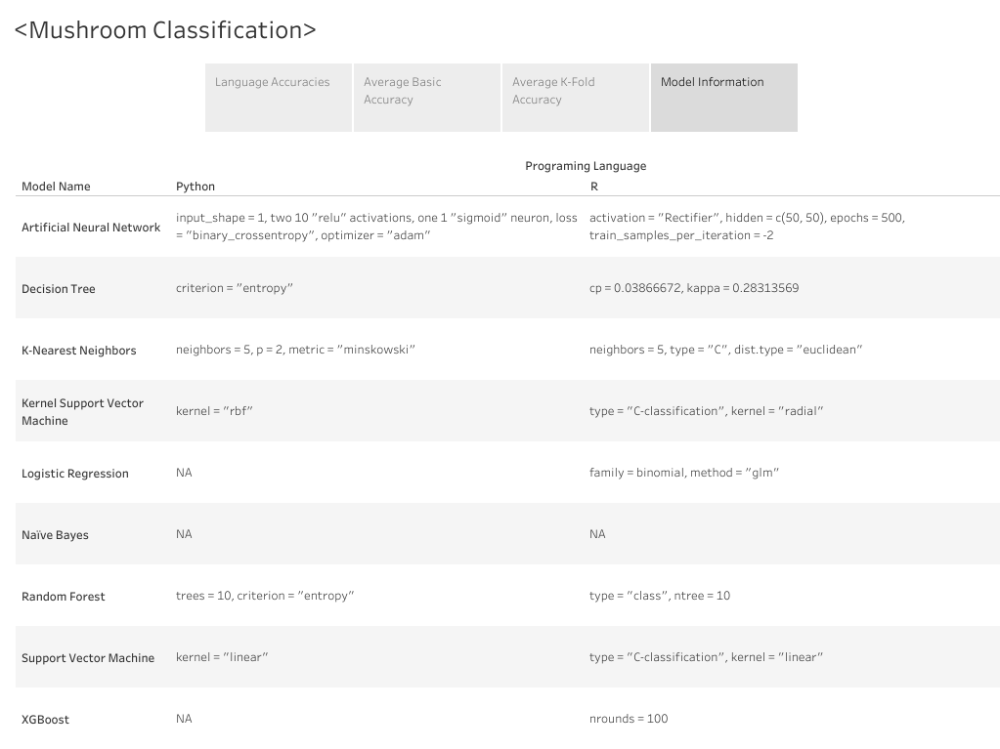 <Mushroom Classification>
Language Accuracies
Average Basic
Accuracy
Average K-Fold
Accuracy
Model Information
Programing Language
Model Name Python R
Artificial Neural Network
input_shape = 1, two 10 "relu" activations, one 1 "sigmoid" neuron, loss
= "binary_crossentropy", optimizer = "adam"
activation = "Rectifier", hidden = c(50, 50), epochs = 500,
train_samples_per_iteration = -2
Decision Tree criterion = "entropy" cp = 0.03866672, kappa = 0.28313569
K-Nearest Neighbors neighbors = 5, p = 2, metric = "minskowski" neighbors = 5, type = "C", dist.type = "euclidean"
Kernel Support Vector
Machine
kernel = "rbf" type = "C-classification", kernel = "radial"
Logistic Regression NA family = binomial, method = "glm"
Naïve Bayes NA NA
Random Forest trees = 10, criterion = "entropy" type = "class", ntree = 10
Support Vector Machine kernel = "linear" type = "C-classification", kernel = "linear"
XGBoost NA nrounds = 100